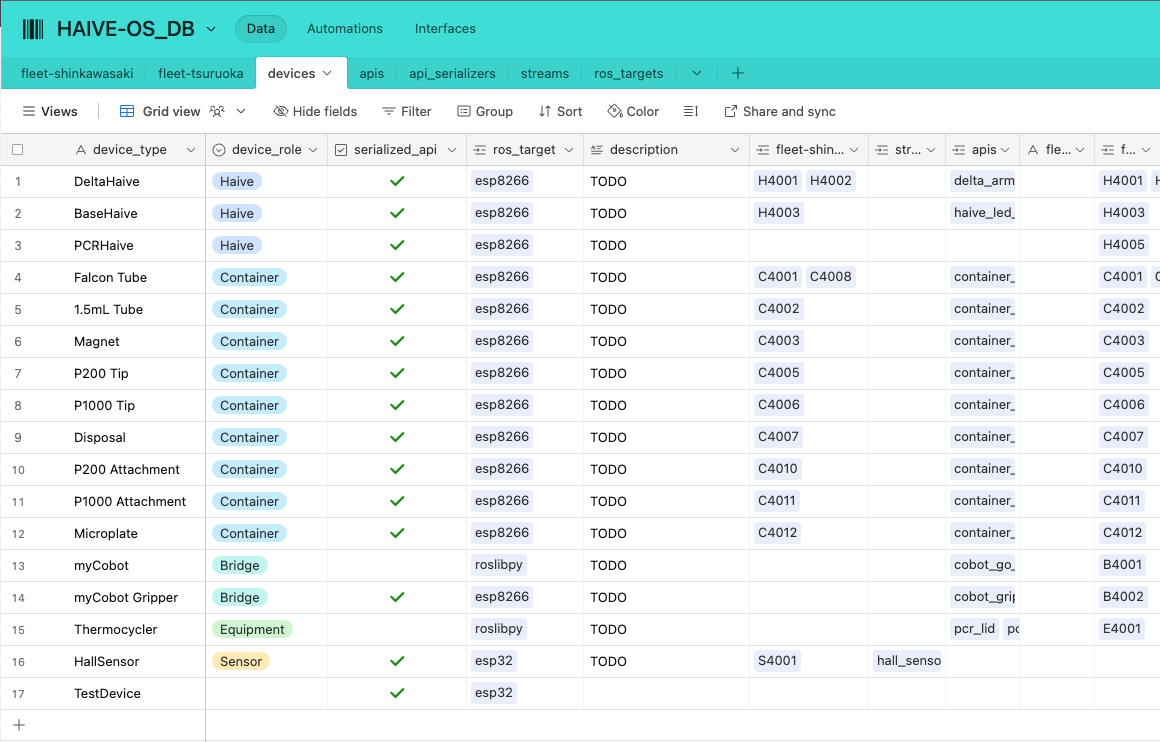 HAIVE-OS_DB Data Automations Interfaces
fleet-shinkawasaki fleet-tsuruoka devices apis api_serializers streams ros_targets
Views Grid view Hide fields Filter Group Sort Color Share and sync
device_type device_role serialized_api ros_target description fleet-shin... str... apis fle... f...
1 DeltaHaive Haive esp8266 TODO H4001 H4002 delta_arm H4001
2 BaseHaive Haive esp8266 TODO H4003 haive_led_ H4003
3 PCRHaive Haive esp8266 TODO H4005
4 Falcon Tube Container esp8266 TODO C4001 C4008 container_ C4001
5 1.5mL Tube Container esp8266 TODO C4002 container_ C4002
6 Magnet Container esp8266 TODO C4003 container_ C4003
7 P200 Tip Container esp8266 TODO C4005 container_ C4005
8 P1000 Tip Container esp8266 TODO C4006 container_ C4006
9 Disposal Container esp8266 TODO C4007 container_ C4007
10 P200 Attachment Container esp8266 TODO C4010 container_ C4010
11 P1000 Attachment Container esp8266 TODO C4011 container_ C4011
12 Microplate Container esp8266 TODO C4012 container_ C4012
13 myCobot Bridge roslibpy TODO cobot_go_ B4001
14 myCobot Gripper Bridge esp8266 TODO cobot_grip B4002
15 Thermocycler Equipment roslibpy TODO pcr_lid E4001
16 HallSensor Sensor esp32 TODO S4001 hall_senso
17 TestDevice esp32